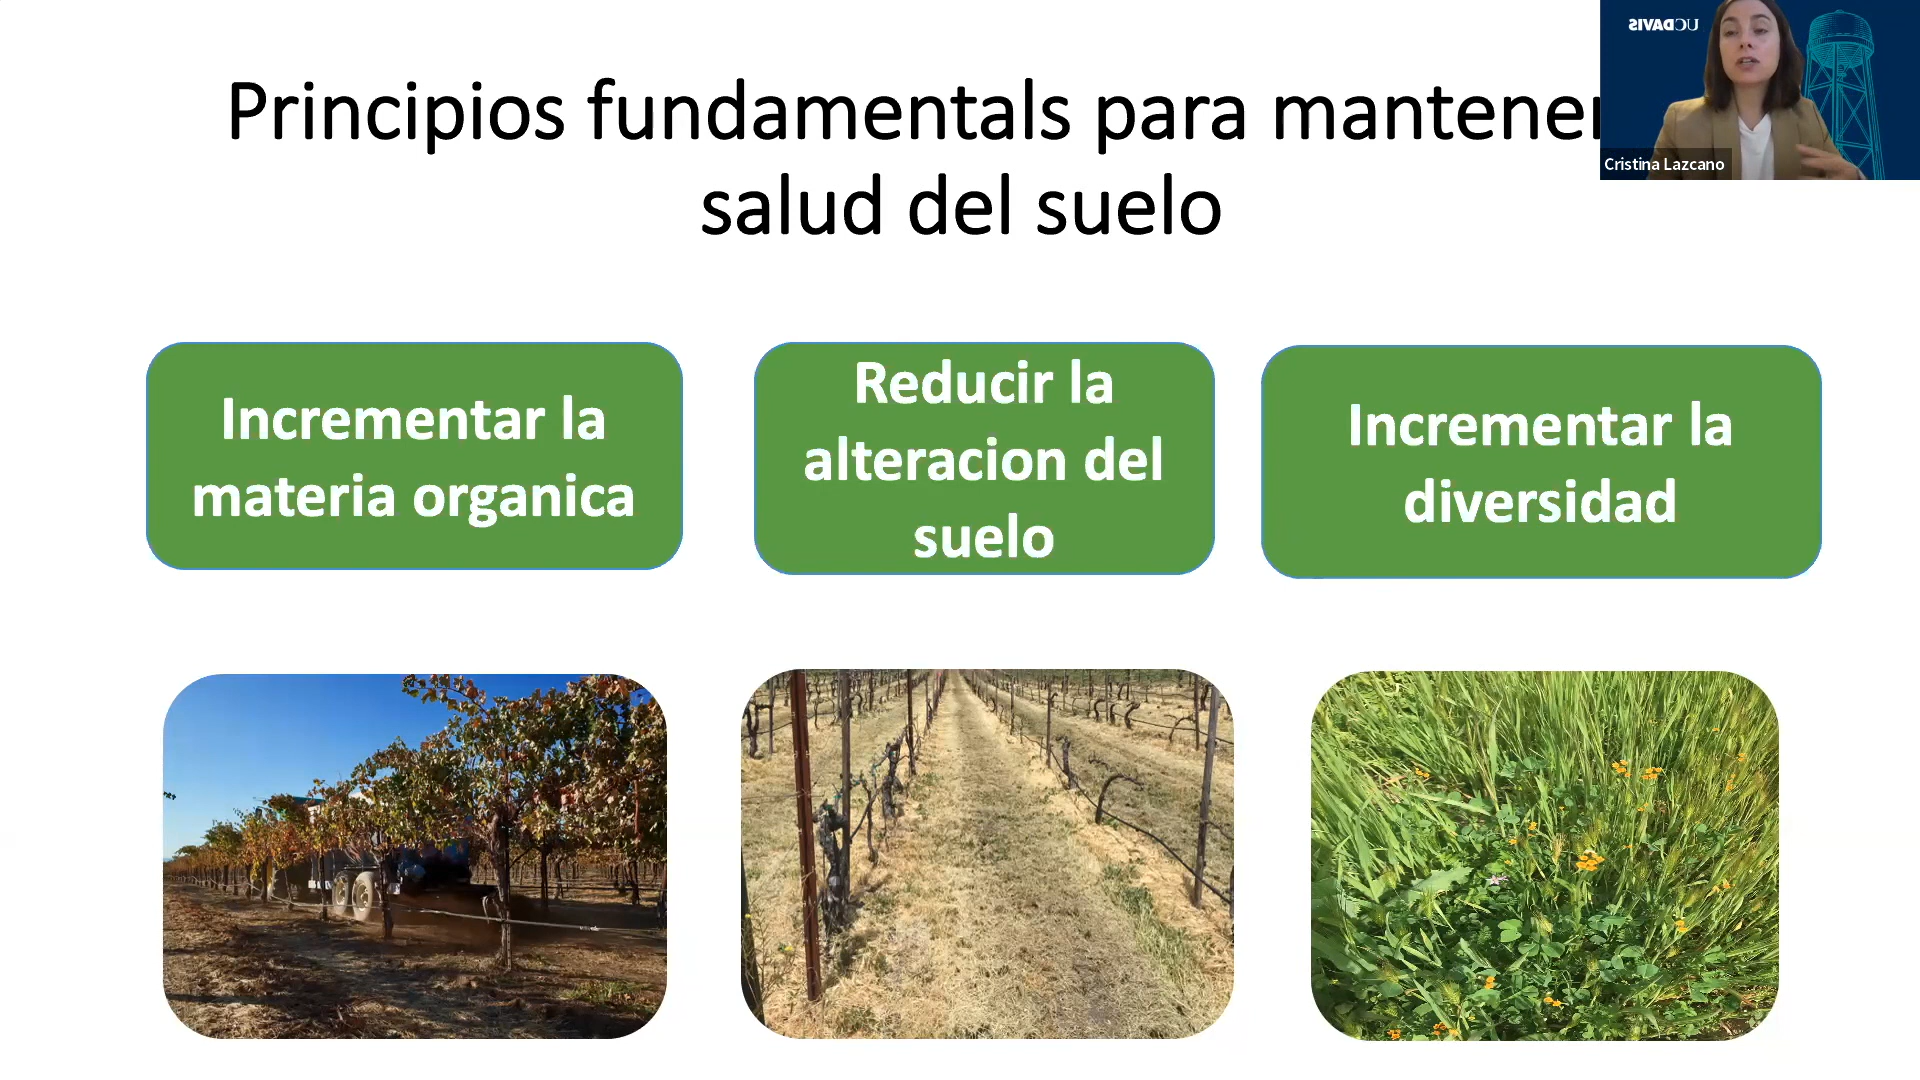 Principios fundamentals para mantener
salud del suelo
UCDAVIS
Cristina Lazcano
Incrementar la
materia organica
Reducir la
alteracion del
suelo
Incrementar la
diversidad